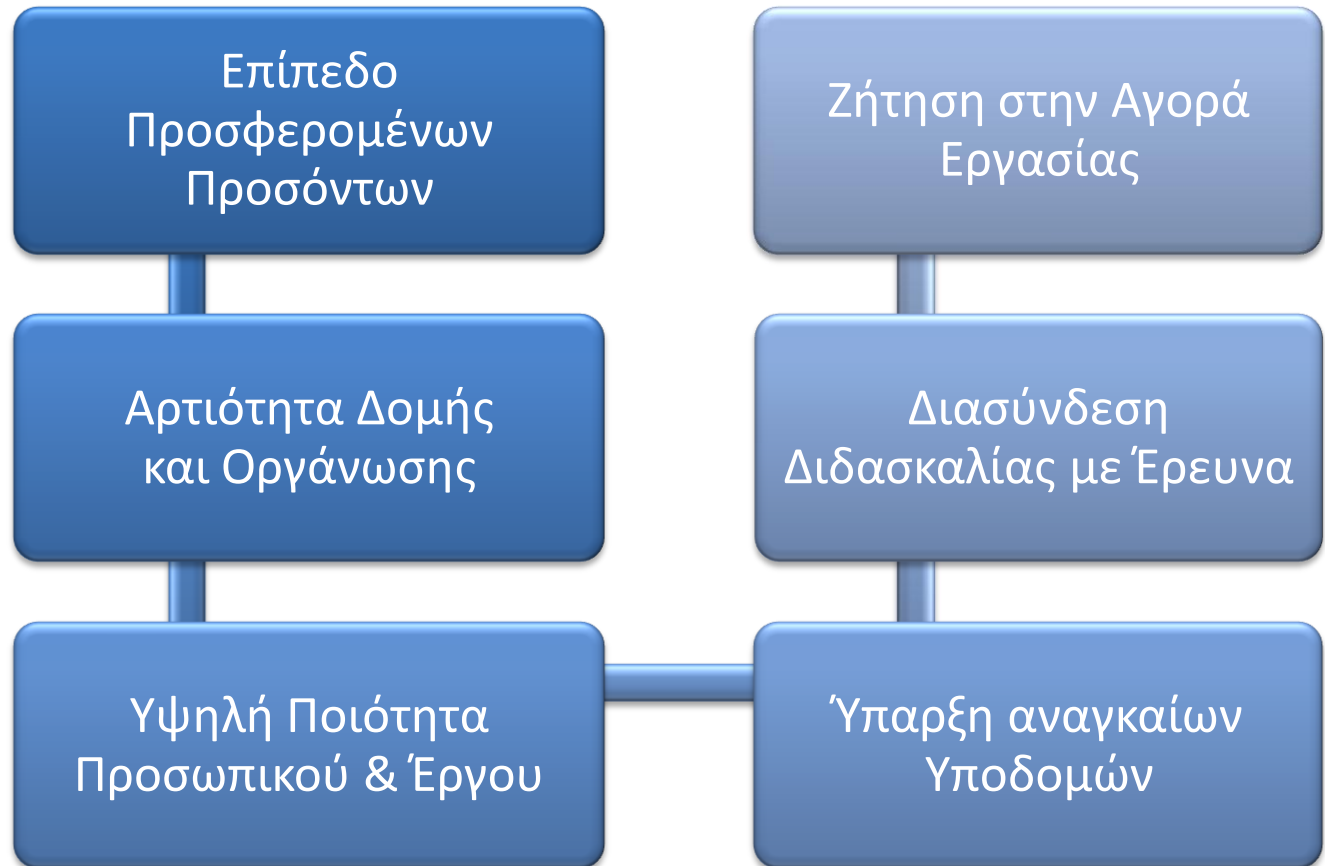 Επίπεδο
Προσφερομένων
Προσόντων
Αρτιότητα Δομής
και Οργάνωσης
Υψηλή Ποιότητα
Προσωπικού & Έργου
Ύπαρξη αναγκαίων
Υποδομών
Διασύνδεση
Διδασκαλίας με Έρευνα
Ζήτηση στην Αγορά
Εργασίας